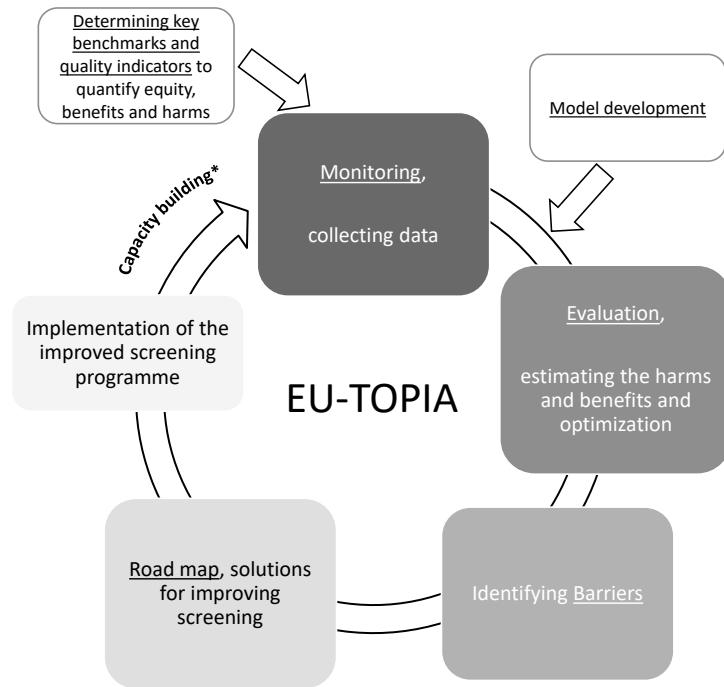 Determining key
benchmarks and
quality indicators to
quantify equity,
benefits and harms
Model development
Capacity building*
Monitoring,
collecting data
Evaluation,
estimating the harms
and benefits and
optimization
Implementation of the
improved screening
programme
EU-TOPIA
Road map, solutions
for improving
screening
Identifying Barriers